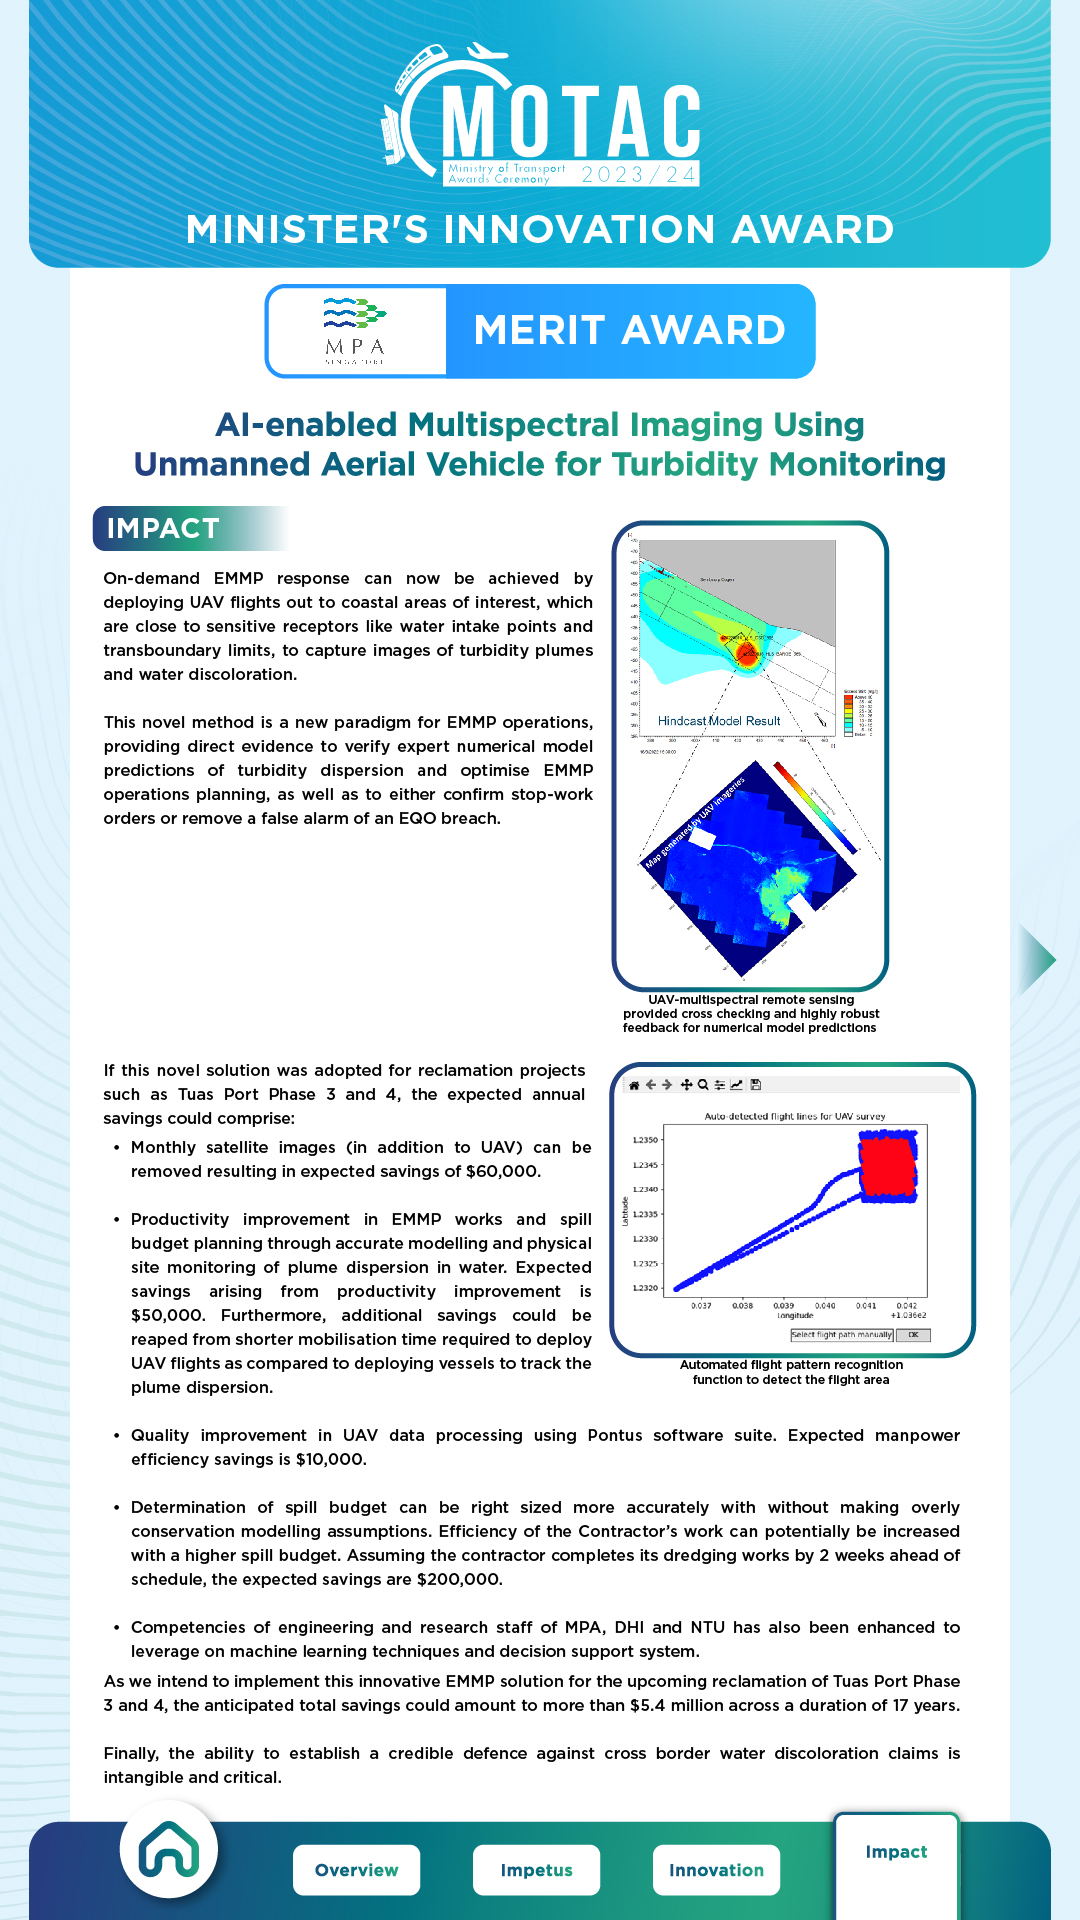 MOTAC
Ministry of Transport
Awards Ceremony
2023/24
MINISTER'S INNOVATION AWARD
MPA
SINGAPORE
MERIT AWARD
AI-enabled Multispectral Imaging Using
Unmanned Aerial Vehicle for Turbidity Monitoring
IMPACT
On-demand EMMP response can now be achieved by
deploying UAV flights out to coastal areas of interest, which
are close to sensitive receptors like water intake points and
transboundary limits, to capture images of turbidity plumes
and water discoloration.
This novel method is a new paradigm for EMMP operations,
providing direct evidence to verify expert numerical model
predictions of turbidity dispersion and optimise EMMP
operations planning, as well as to either confirm stop-work
orders or remove a false alarm of an EQO breach.
Hindcast Model Result
Map generated by UAV imageries
UAV-multispectral remote sensing
provided cross checking and highly robust
feedback for numerical model predictions
If this novel solution was adopted for reclamation projects
such as Tuas Port Phase 3 and 4, the expected annual
savings could comprise:
• Monthly satellite images (in addition to UAV) can be
removed resulting in expected savings of $60,000.
• Productivity improvement in EMMP works and spill
budget planning through accurate modelling and physical
site monitoring of plume dispersion in water. Expected
savings arising from productivity improvement is
$50,000. Furthermore, additional savings could be
reaped from shorter mobilisation time required to deploy
UAV flights as compared to deploying vessels to track the
plume dispersion.
Auto-detected flight lines for UAV survey
Latitude
1.2350
1.2345
1.2340
1.2335
1.2330
1.2325
1.2320
0.037 0.038 0.039 0.040 0.041 0.042
Longitude
+1.036e2
Select flight path manually
OK
Automated flight pattern recognition
function to detect the flight area
• Quality improvement in UAV data processing using Pontus software suite. Expected manpower
efficiency savings is $10,000.
• Determination of spill budget can be right sized more accurately with without making overly
conservation modelling assumptions. Efficiency of the Contractor's work can potentially be increased
with a higher spill budget. Assuming the contractor completes its dredging works by 2 weeks ahead of
schedule, the expected savings are $200,000.
• Competencies of engineering and research staff of MPA, DHI and NTU has also been enhanced to
leverage on machine learning techniques and decision support system.
As we intend to implement this innovative EMMP solution for the upcoming reclamation of Tuas Port Phase
3 and 4, the anticipated total savings could amount to more than $5.4 million across a duration of 17 years.
Finally, the ability to establish a credible defence against cross border water discoloration claims is
intangible and critical.
Overview
Impetus
Innovation
Impact